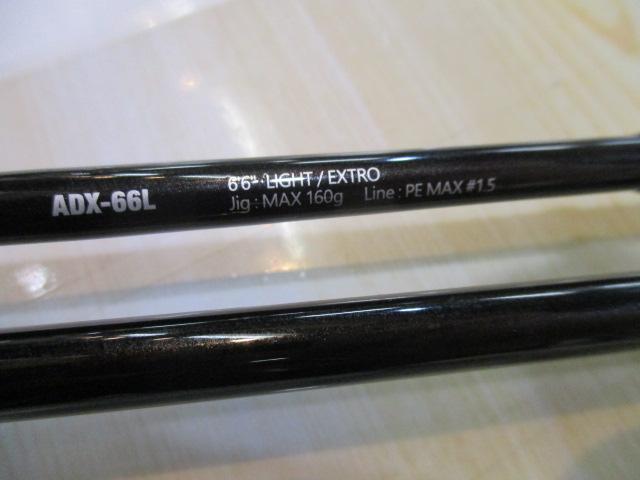 ADX-66L
6'6" LIGHT / EXTRO
Jig : MAX 160g Line : PE MAX #1.5